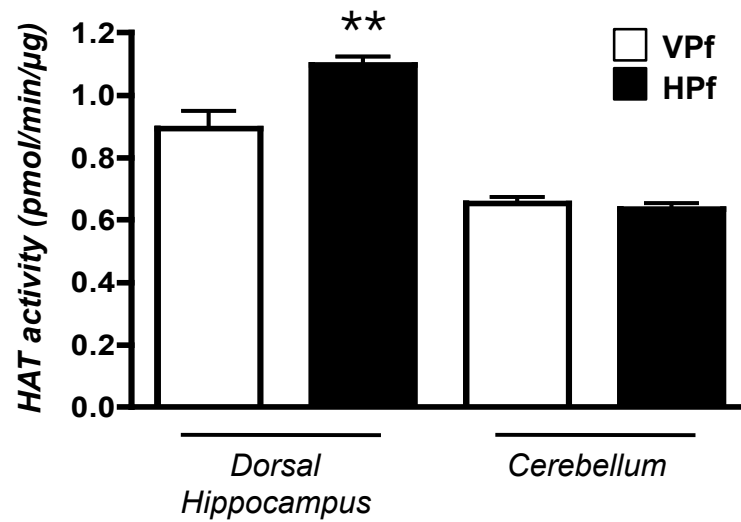 **
HAT activity (pmol/min/µg)
1.2
1.0
0.8
0.6
0.4
0.2
0.0
VPf
HPf
Dorsal
Hippocampus
Cerebellum